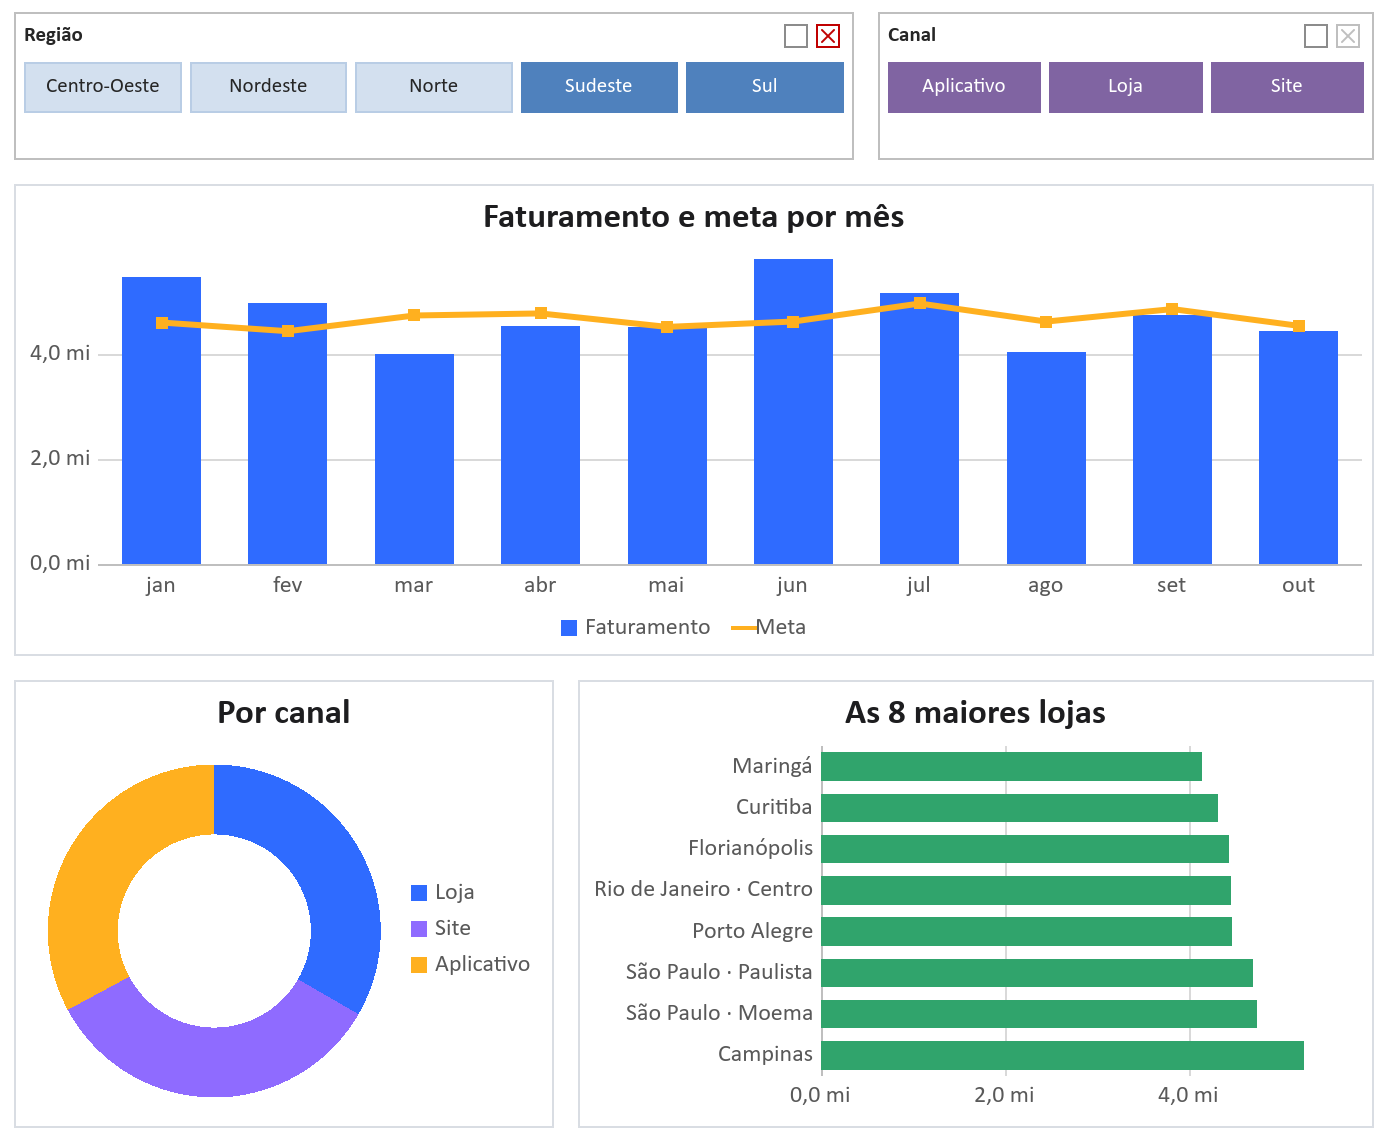 Região
Centro-Oeste
Nordeste
Norte
Sudeste
Sul
Canal
Aplicativo
Loja
Site
Faturamento e meta por mês
4,0 mi
2,0 mi
0,0 mi
jan
fev
mar
abr
mai
jun
jul
ago
set
out
Faturamento
Meta
Por canal
Loja
Site
Aplicativo
As 8 maiores lojas
Maringá
Curitiba
Florianópolis
Rio de Janeiro · Centro
Porto Alegre
São Paulo · Paulista
São Paulo · Moema
Campinas
0,0 mi
2,0 mi
4,0 mi